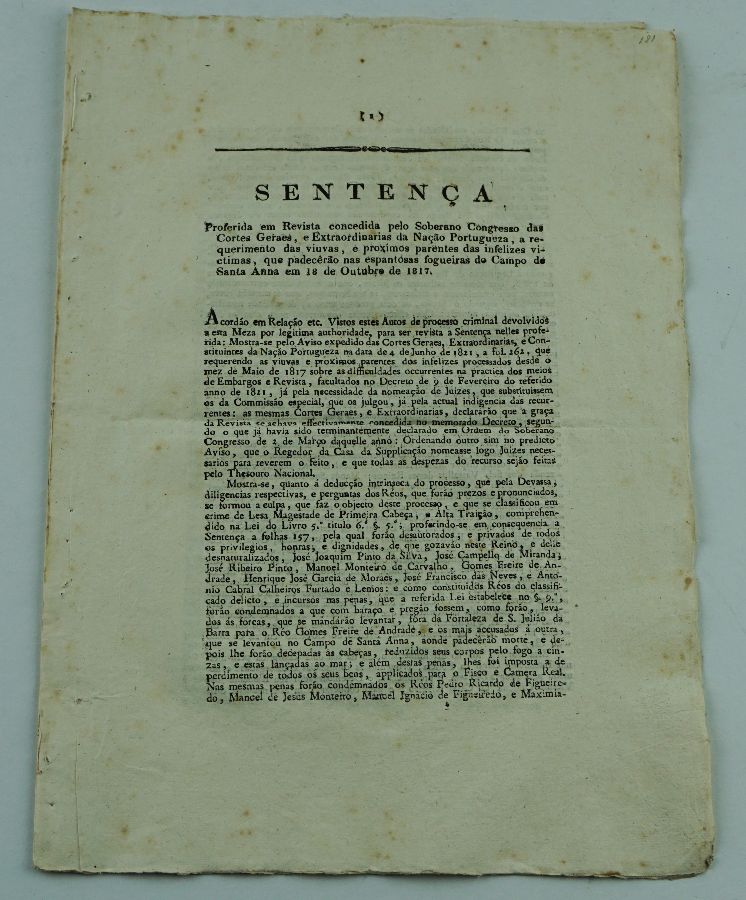 181
(1)
SENTENÇA
Proferida em Revista concedida pelo Soberano Congresso das
Cortes Geraes, e Extraordinarias da Nação Portugueza, a re-
querimento das viuvas, e proximos parentes das infelizes vi-
ctimas, que padecêrão nas espantosas fogueiras do Campo de
Santa Anna em 18 de Outubro de 1817.
Acordão em Relação etc. Vistos estes Autos de processo criminal devolvidos
a esta Meza por legitima authoridade, para ser revista a Sentença nelles profe-
rida; Mostra-se pelo Aviso expedido das Cortes Geraes, Extraordinarias, e Con-
stituintes da Nação Portugueza na data de 4 de Junho de 1821, a fol. 262, que
requerendo as viuvas e proximos parentes dos infelizes processados desde o
mez de Maio de 1817 sobre as difficuldades occurrentes na practica dos meios
de Embargos e Revista, facultados no Decreto de 9 de Fevereiro do referido
anno de 1821, já pela necessidade da nomeação de Juizes, que substituissem
os da Commissão especial, que os julgou, já pela actual indigencia das recur-
rentes: as mesmas Cortes Geraes, e Extraordinarias, declarárão que a graça
da Revista se achava effectivamente concedida no memorado Decreto, segun-
do o que já havia sido terminantemente declarado em Ordem do Soberano
Congresso de 2 de Março daquelle anno: Ordenando outro sim no predicto
Aviso, que o Regedor da Casa da Supplicação nomeasse logo Juizes neces-
sarios para reverem o feito, e que todas as despezas do recurso sejão feitas
pelo Thesouro Nacional.
Mostra-se, quanto á deducção intrinseca do processo, que pela Devassa,
diligencias respectivas, e perguntas dos Réos, que forão prezos e pronunciados,
se formou a culpa, que faz o objecto deste processo, e que se classificou em
crime de Lesa Magestade de Primeira Cabeça, e Alta Traição, comprehen-
dido na Lei do Livro 5.º titulo 6.º §. 5.º; proferindo-se em consequencia a
Sentença a folhas 157, pela qual forão desautorados, e privados de todos
os privilegios, honras, e dignidades, de que gozavão neste Reino, e delle
desnaturalizados, José Joaquim Pinto da Silva, José Campello de Miranda,
José Ribeiro Pinto, Manoel Monteiro de Carvalho, Gomes Freire de An-
drade, Henrique José Garcia de Moraes, José Francisco das Neves, e Anto-
nio Cabral Calheiros Furtado e Lemos: e como constituidos Réos do classifi-
cado delicto, e incursos nas penas, que a referida Lei estabelece no §. 9.º,
forão condemnados a que com baraço e pregão fossem, como forão, leva-
dos ás forcas, que se mandárão levantar, fóra da Fortaleza de S. Julião da
Barra para o Réo Gomes Freire de Andrade, e os mais accusados á outra,
que se levantou no Campo de Santa Anna, aonde padecêrão morte, e de-
pois lhe forão decepadas as cabeças, reduzidos seus corpos pelo fogo a cin-
zas, e estas lançadas ao mar; e além destas penas, lhes foi imposta a de
perdimento de todos os seus bens, applicados para o Fisco e Camera Real.
Nas mesmas penas forão condemnados os Réos Pedro Ricardo de Figueire-
do, Manoel de Jesus Monteiro, Manoel Ignacio de Figueiredo, e Maximia-